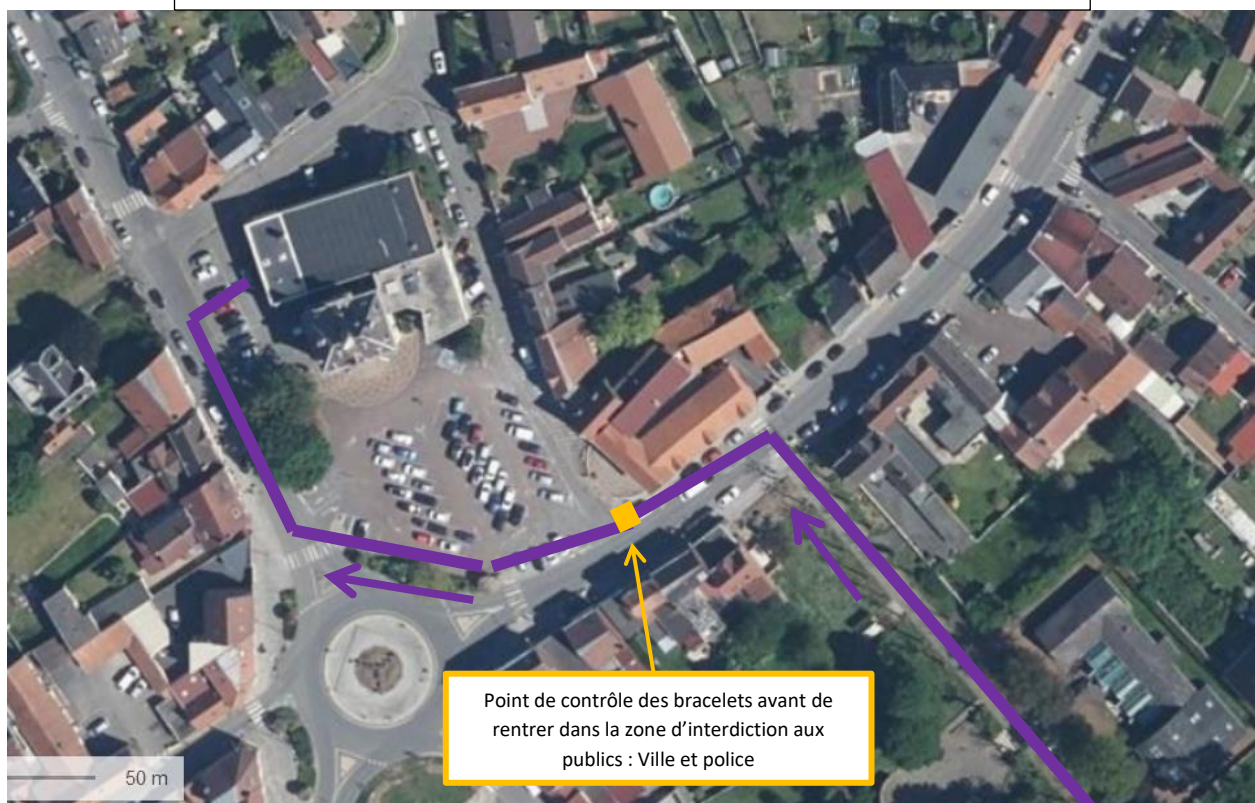 Point de contrôle des bracelets avant de
rentrer dans la zone d’interdiction aux
publics : Ville et police
50 m